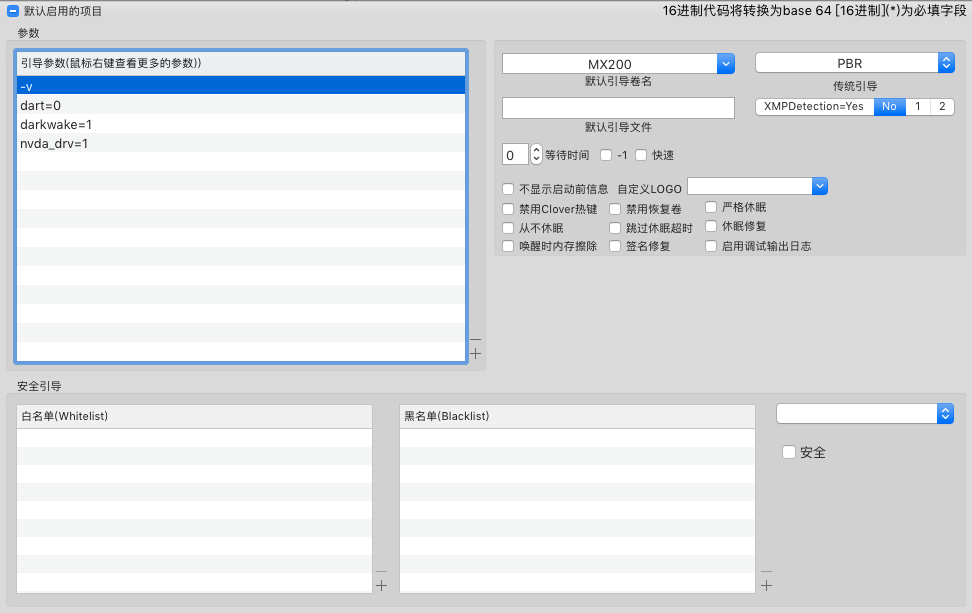 默认启用的项目
16进制代码将转换为base 64 [16进制](*)为必填字段
参数
引导参数(鼠标右键查看更多的参数))
-v
dart=0
darkwake=1
nvda_drv=1
MX200
默认引导卷名
PBR
传统引导
默认引导文件
XMPDetection=Yes No 1 2
0 等待时间 -1 快速
不显示启动前信息 自定义LOGO
禁用Clover热键 禁用恢复卷 严格休眠
从不休眠 跳过休眠超时 休眠修复
唤醒时内存擦除 签名修复 启用调试输出日志
安全引导
白名单(Whitelist)
黑名单(Blacklist)
安全